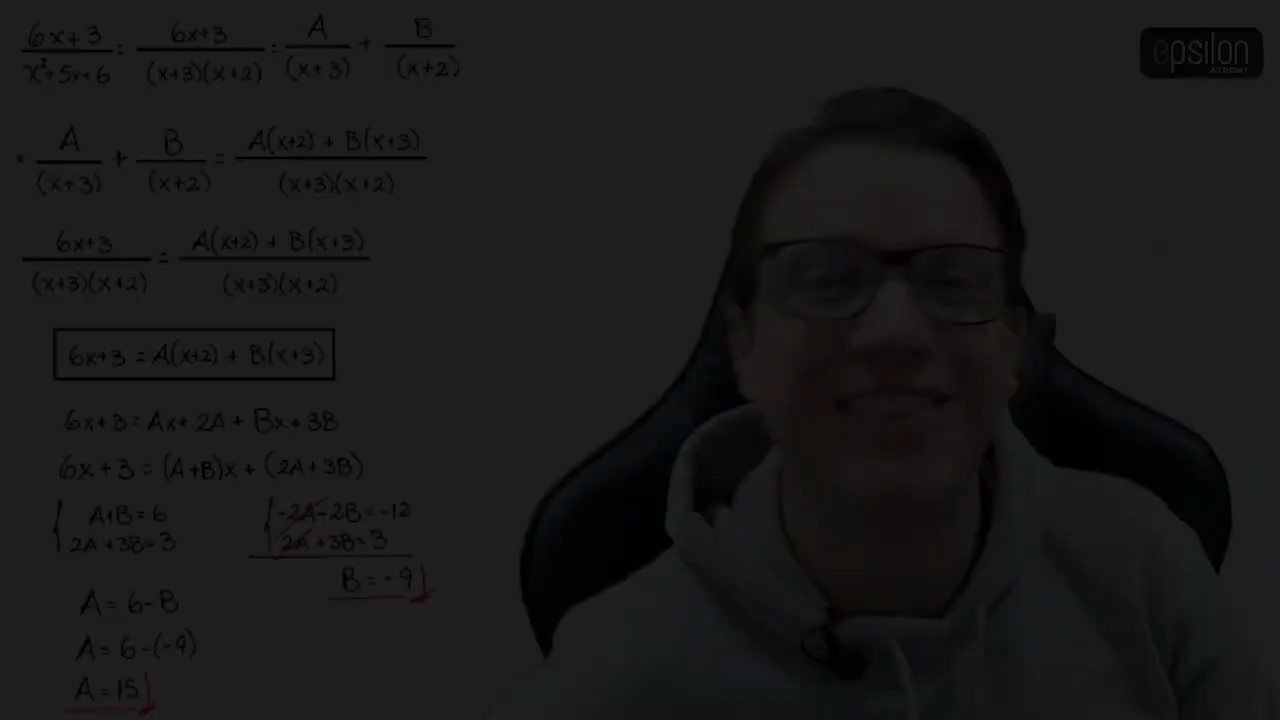 (6x+3)/(x²+5x+6) = (6x+3)/((x+3)(x+2)) = A/(x+3) + B/(x+2)
epsilon
ACADEMY
* A/(x+3) + B/(x+2) = (A(x+2) + B(x+3))/((x+3)(x+2))
(6x+3)/((x+3)(x+2)) = (A(x+2) + B(x+3))/((x+3)(x+2))
6x+3 = A(x+2) + B(x+3)
6x+3 = Ax+2A + Bx+3B
6x+3 = (A+B)x + (2A+3B)
A+B=6
2A+3B=3
-2A-2B=-12
2A+3B=3
B = -9
A = 6-B
A = 6-(-9)
A = 15